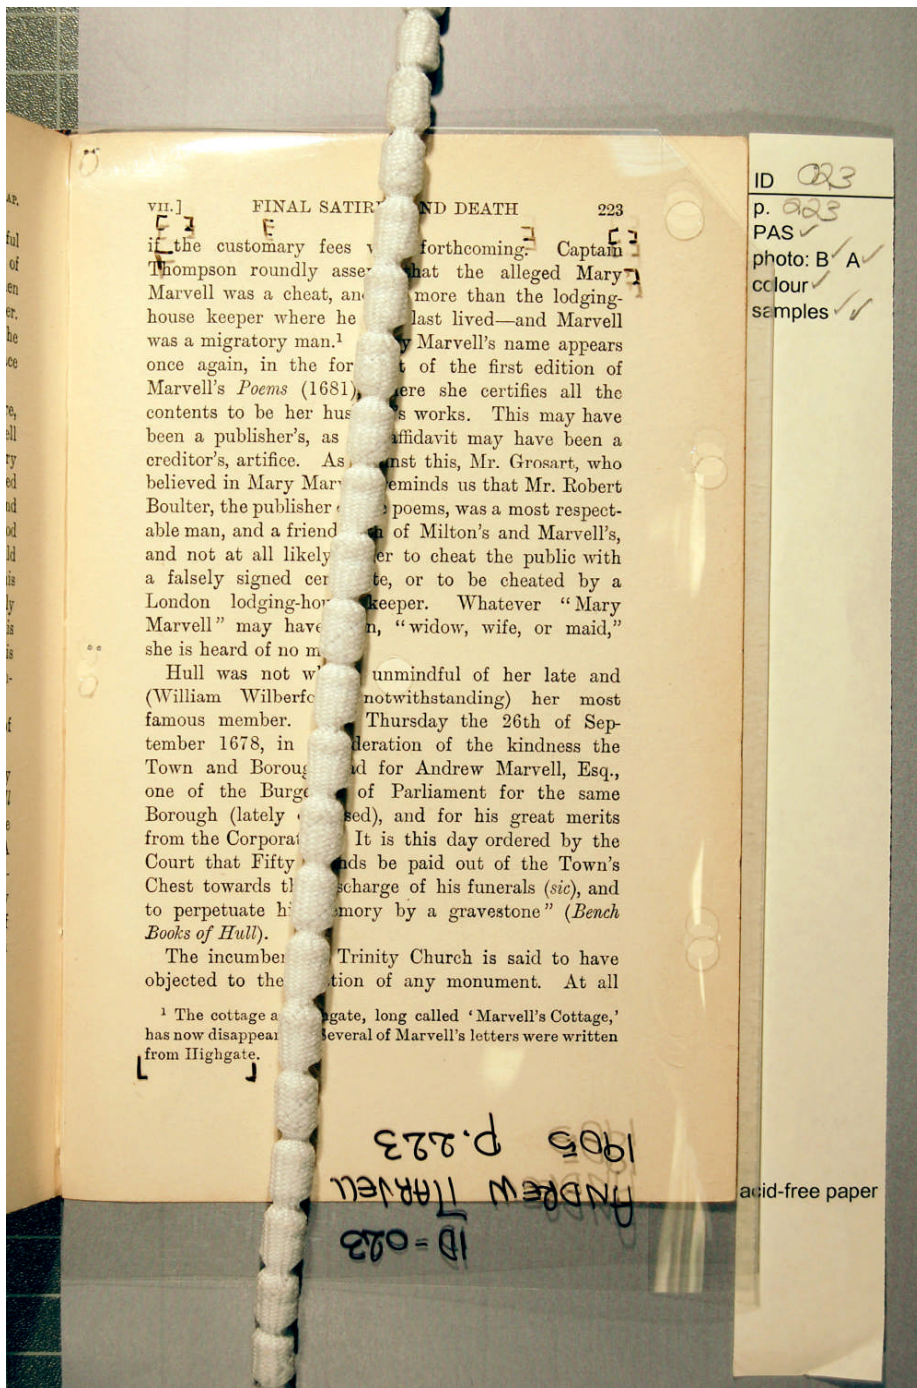 VII.] FINAL SATIR ND DEATH 223
if the customary fees forthcoming. Captain
Thompson roundly asse hat the alleged Mary
Marvell was a cheat, an more than the lodging-
house keeper where he last lived—and Marvell
was a migratory man.¹ y Marvell's name appears
once again, in the for t of the first edition of
Marvell's Poems (1681), ere she certifies all the
contents to be her hus s works. This may have
been a publisher's, as affidavit may have been a
creditor's, artifice. As nst this, Mr. Grosart, who
believed in Mary Mar eminds us that Mr. Robert
Boulter, the publisher e poems, was a most respect-
able man, and a friend h of Milton's and Marvell's,
and not at all likely er to cheat the public with
a falsely signed cer te, or to be cheated by a
London lodging-hou keeper. Whatever "Mary
Marvell" may have n, "widow, wife, or maid,"
she is heard of no m
Hull was not w unmindful of her late and
(William Wilberfo notwithstanding) her most
famous member. Thursday the 26th of Sep-
tember 1678, in deration of the kindness the
Town and Boroug d for Andrew Marvell, Esq.,
one of the Burge of Parliament for the same
Borough (lately sed), and for his great merits
from the Corporat It is this day ordered by the
Court that Fifty nds be paid out of the Town's
Chest towards t scharge of his funerals (sic), and
to perpetuate h mory by a gravestone" (Bench
Books of Hull).
The incumben Trinity Church is said to have
objected to the tion of any monument. At all
¹ The cottage a gate, long called 'Marvell's Cottage,'
has now disappear Several of Marvell's letters were written
from Highgate.
ID = 023
ANDREW MARVELL
1905 p.223
ID 023
p. 223
PAS ✓
photo: B ✓ A ✓
colour ✓
samples ✓ ✓
acid-free paper